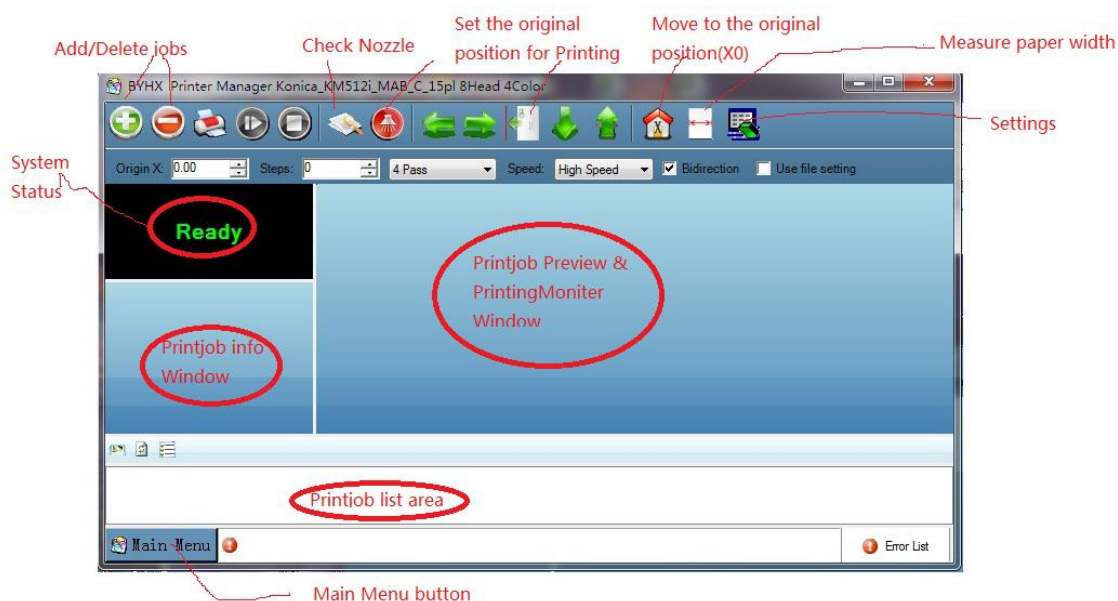 Set the original
position for Printing
Move to the original
position(X0)
Add/Delete jobs
Check Nozzle
Measure paper width
BYHX Printer Manager Konica_KM512i_MAB_C_15pl 8Head 4Color
X
Settings
System
Status
Origin X: 0.00 Steps: 0 4 Pass Speed: High Speed Bidirection Use file setting
Ready
Printjob Preview &
PrintingMoniter
Window
Printjob info
Window
Printjob list area
Main Menu Error List
Main Menu button